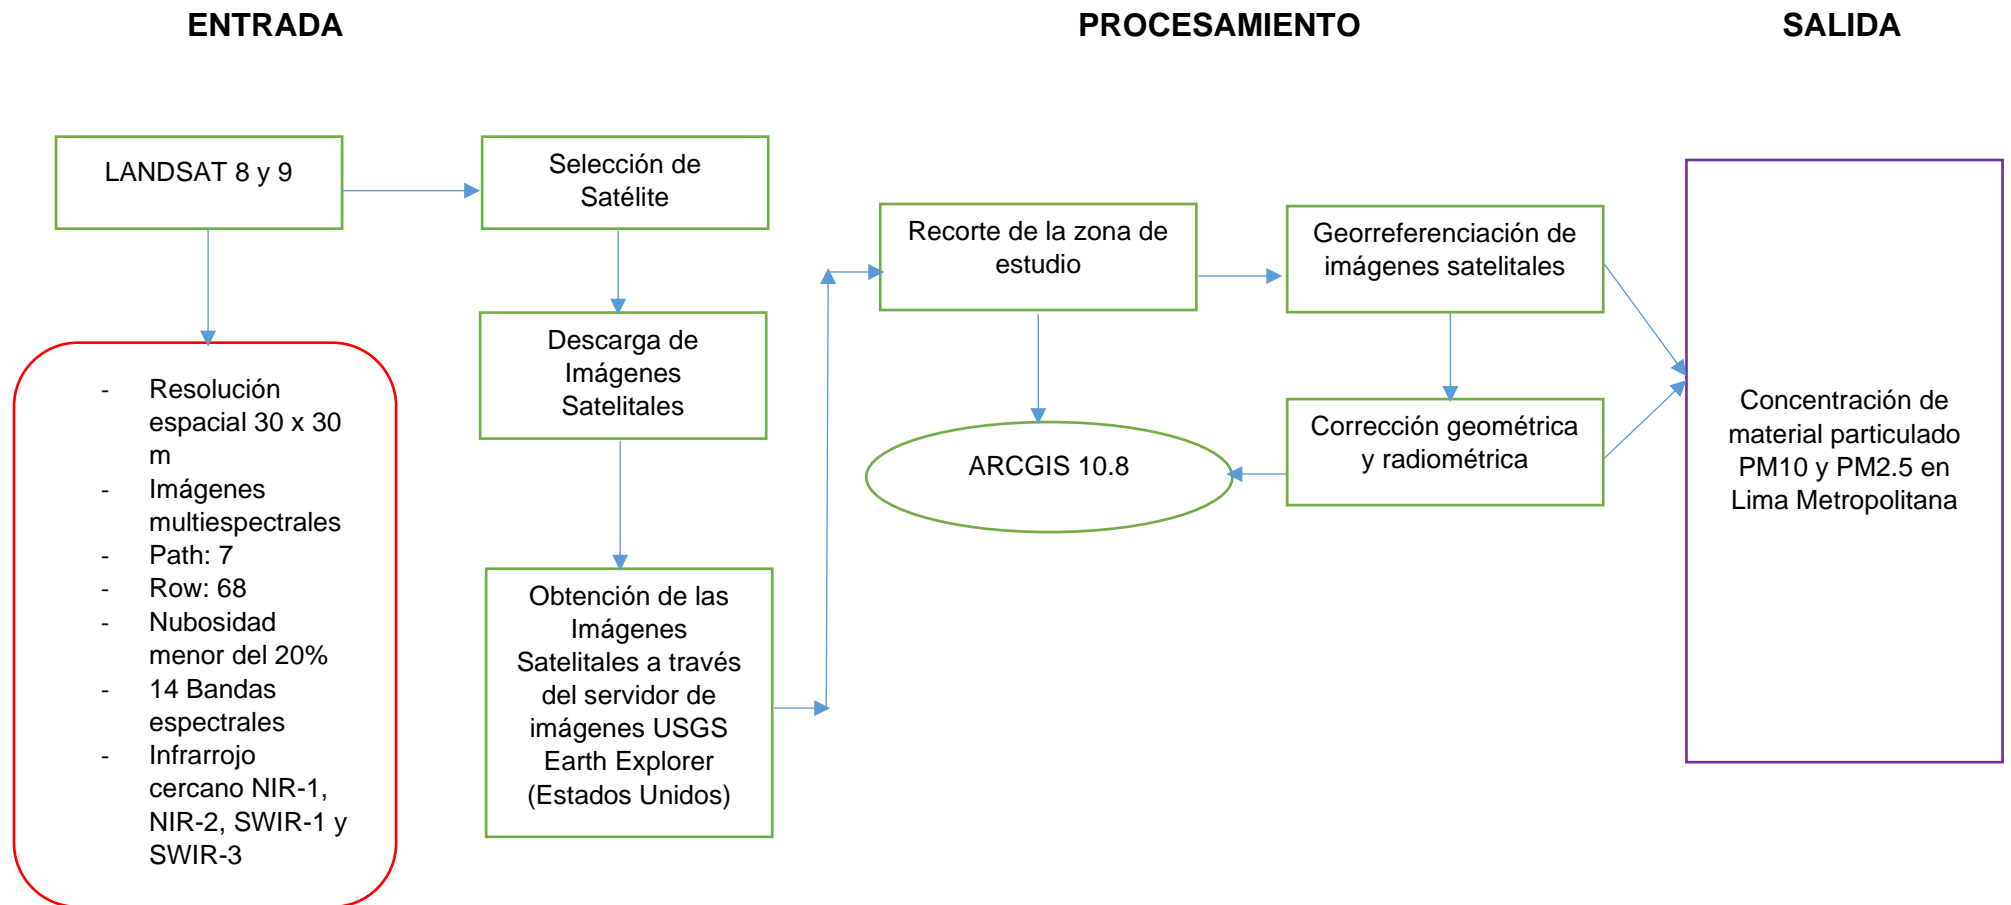 ENTRADA
PROCESAMIENTO
SALIDA
LANDSAT 8 y 9
- Resolución
espacial 30 x 30
m
- Imágenes
multiespectrales
- Path: 7
- Row: 68
- Nubosidad
menor del 20%
- 14 Bandas
espectrales
- Infrarrojo
cercano NIR-1,
NIR-2, SWIR-1 y
SWIR-3
Selección de
Satélite
Descarga de
Imágenes
Satelitales
Obtención de las
Imágenes
Satelitales a través
del servidor de
imágenes USGS
Earth Explorer
(Estados Unidos)
Recorte de la zona de
estudio
ARCGIS 10.8
Georreferenciación de
imágenes satelitales
Corrección geométrica
y radiométrica
Concentración de
material particulado
PM10 y PM2.5 en
Lima Metropolitana